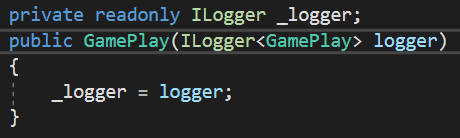 private readonly ILogger _logger;
public GamePlay(ILogger<GamePlay> logger)
{
    _logger = logger;
}